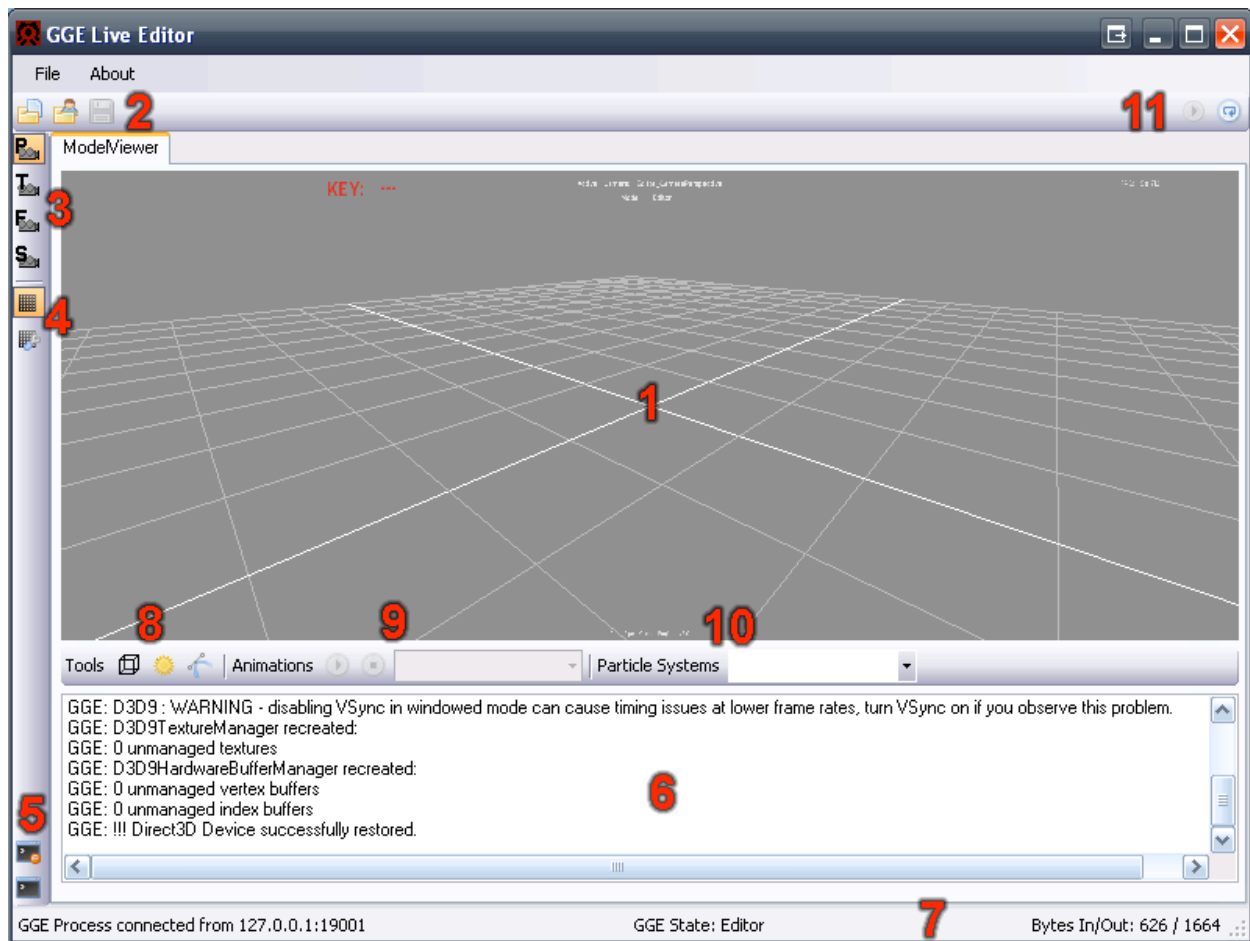 GGE Live Editor
File About
2
11
P
ModelViewer
T
KEY: ---
3
F
S
4
1
8
9
10
Tools Animations Particle Systems
GGE: D3D9 : WARNING - disabling VSync in windowed mode can cause timing issues at lower frame rates, turn VSync on if you observe this problem.
GGE: D3D9TextureManager recreated:
GGE: 0 unmanaged textures
GGE: D3D9HardwareBufferManager recreated:
GGE: 0 unmanaged vertex buffers
GGE: 0 unmanaged index buffers
GGE: !!! Direct3D Device successfully restored.
6
5
GGE Process connected from 127.0.0.1:19001 GGE State: Editor 7 Bytes In/Out: 626 / 1664